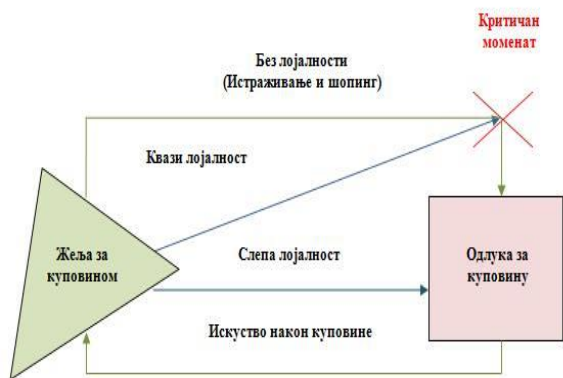 Критичан
моменат
Без лојалности
(Истраживање и шопинг)
Квази лојалност
Жеља за
куповином
Слепа лојалност
Одлука за
куповину
Искуство након куповине